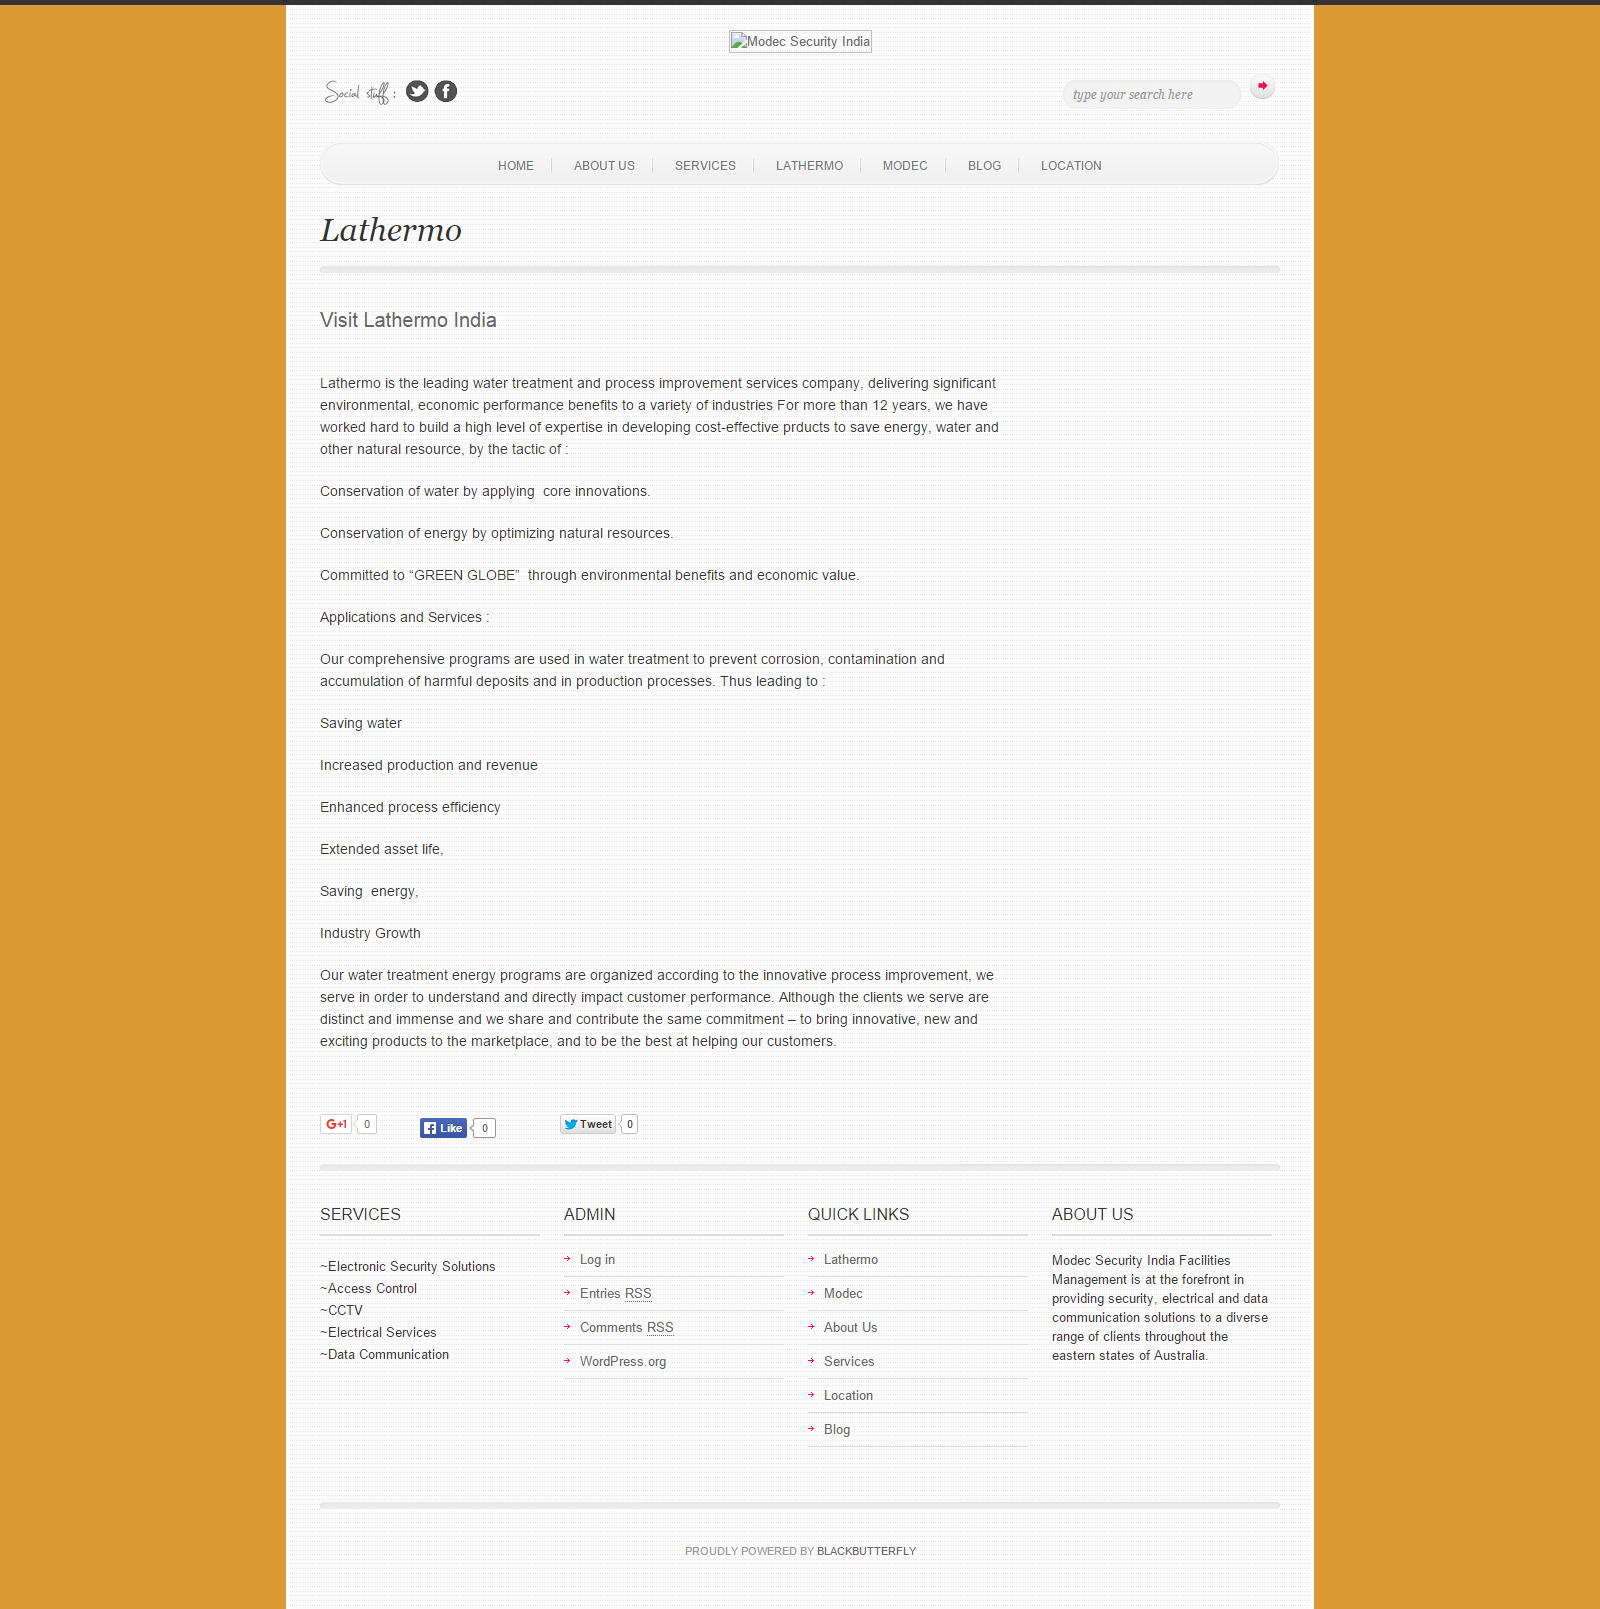 Modec Security India
Social stuff :
type your search here
HOME
ABOUT US
SERVICES
LATHERMO
MODEC
BLOG
LOCATION
Lathermo
Visit Lathermo India
Lathermo is the leading water treatment and process improvement services company, delivering significant
environmental, economic performance benefits to a variety of industries For more than 12 years, we have
worked hard to build a high level of expertise in developing cost-effective prducts to save energy, water and
other natural resource, by the tactic of :
Conservation of water by applying  core innovations.
Conservation of energy by optimizing natural resources.
Committed to “GREEN GLOBE”  through environmental benefits and economic value.
Applications and Services :
Our comprehensive programs are used in water treatment to prevent corrosion, contamination and
accumulation of harmful deposits and in production processes. Thus leading to :
Saving water
Increased production and revenue
Enhanced process efficiency
Extended asset life,
Saving  energy,
Industry Growth
Our water treatment energy programs are organized according to the innovative process improvement, we
serve in order to understand and directly impact customer performance. Although the clients we serve are
distinct and immense and we share and contribute the same commitment – to bring innovative, new and
exciting products to the marketplace, and to be the best at helping our customers.
G+1 0
Like 0
Tweet 0
SERVICES
~Electronic Security Solutions
~Access Control
~CCTV
~Electrical Services
~Data Communication
ADMIN
Log in
Entries RSS
Comments RSS
WordPress.org
QUICK LINKS
Lathermo
Modec
About Us
Services
Location
Blog
ABOUT US
Modec Security India Facilities
Management is at the forefront in
providing security, electrical and data
communication solutions to a diverse
range of clients throughout the
eastern states of Australia.
PROUDLY POWERED BY BLACKBUTTERFLY